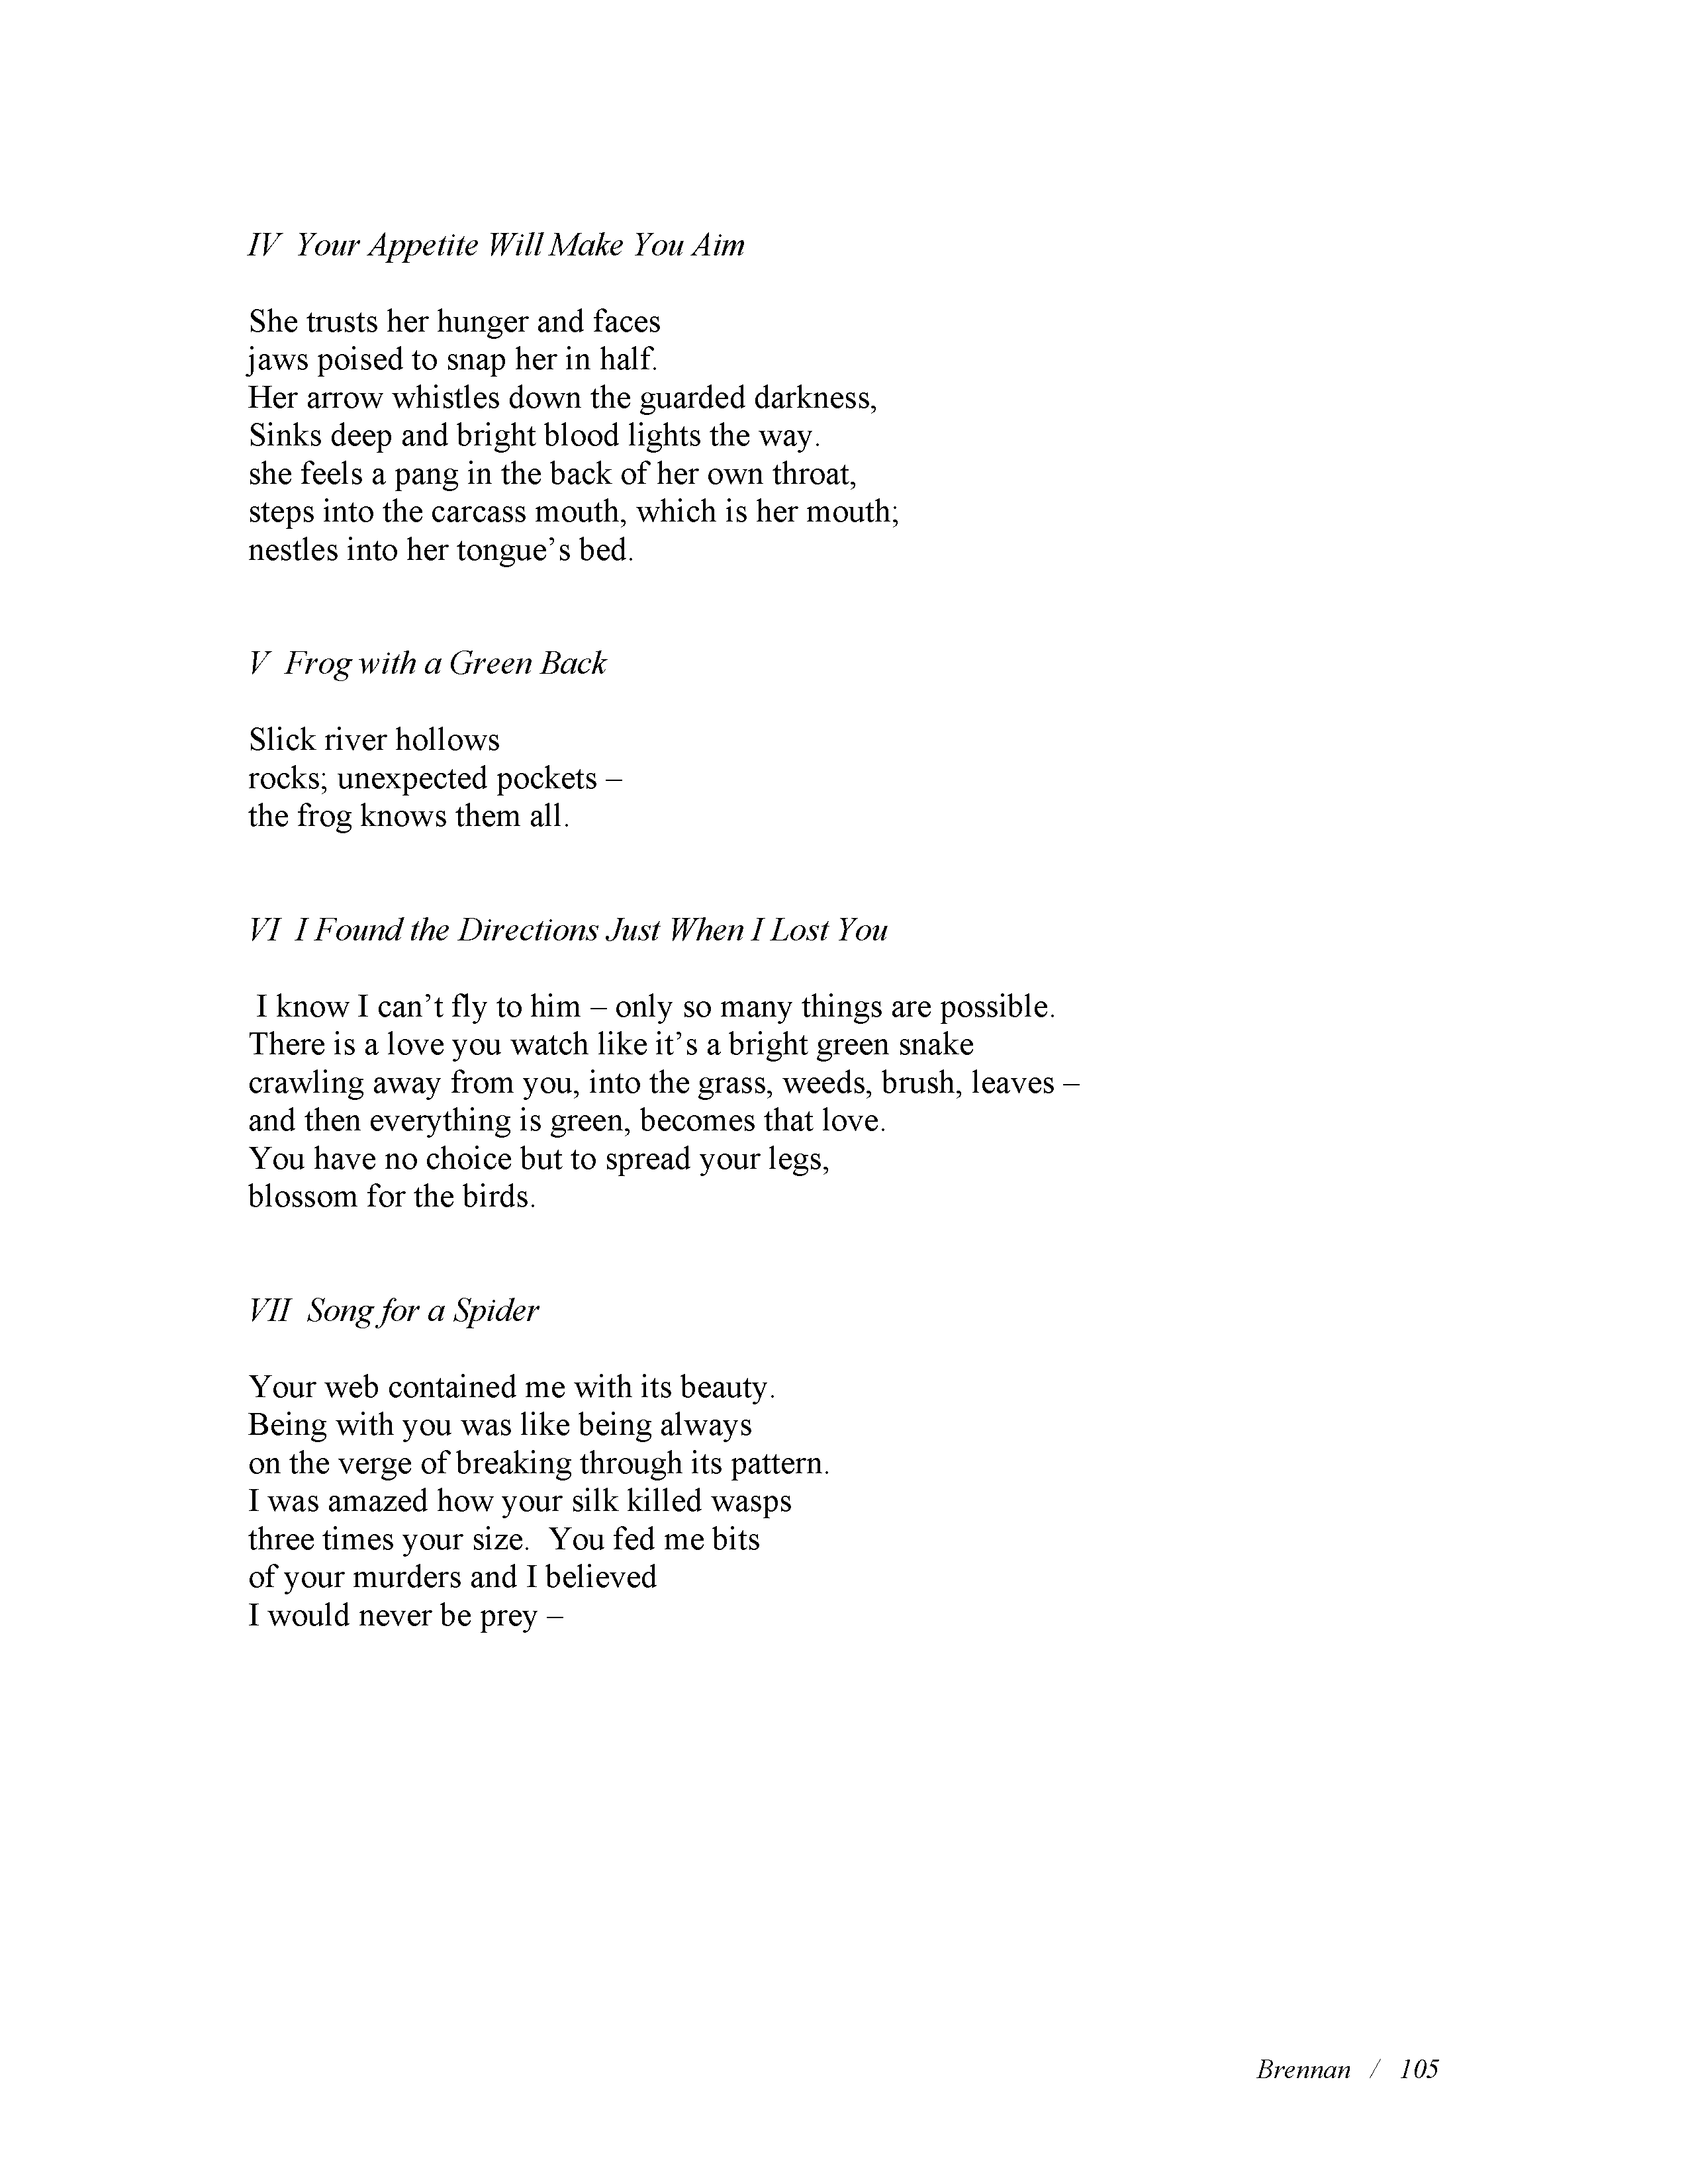 IV  Your Appetite Will Make You Aim
She trusts her hunger and faces
jaws poised to snap her in half.
Her arrow whistles down the guarded darkness,
Sinks deep and bright blood lights the way.
she feels a pang in the back of her own throat,
steps into the carcass mouth, which is her mouth;
nestles into her tongue’s bed.
V  Frog with a Green Back
Slick river hollows
rocks; unexpected pockets –
the frog knows them all.
VI  I Found the Directions Just When I Lost You
I know I can’t fly to him – only so many things are possible.
There is a love you watch like it’s a bright green snake
crawling away from you, into the grass, weeds, brush, leaves –
and then everything is green, becomes that love.
You have no choice but to spread your legs,
blossom for the birds.
VII  Song for a Spider
Your web contained me with its beauty.
Being with you was like being always
on the verge of breaking through its pattern.
I was amazed how your silk killed wasps
three times your size.  You fed me bits
of your murders and I believed
I would never be prey –
Brennan  /  105